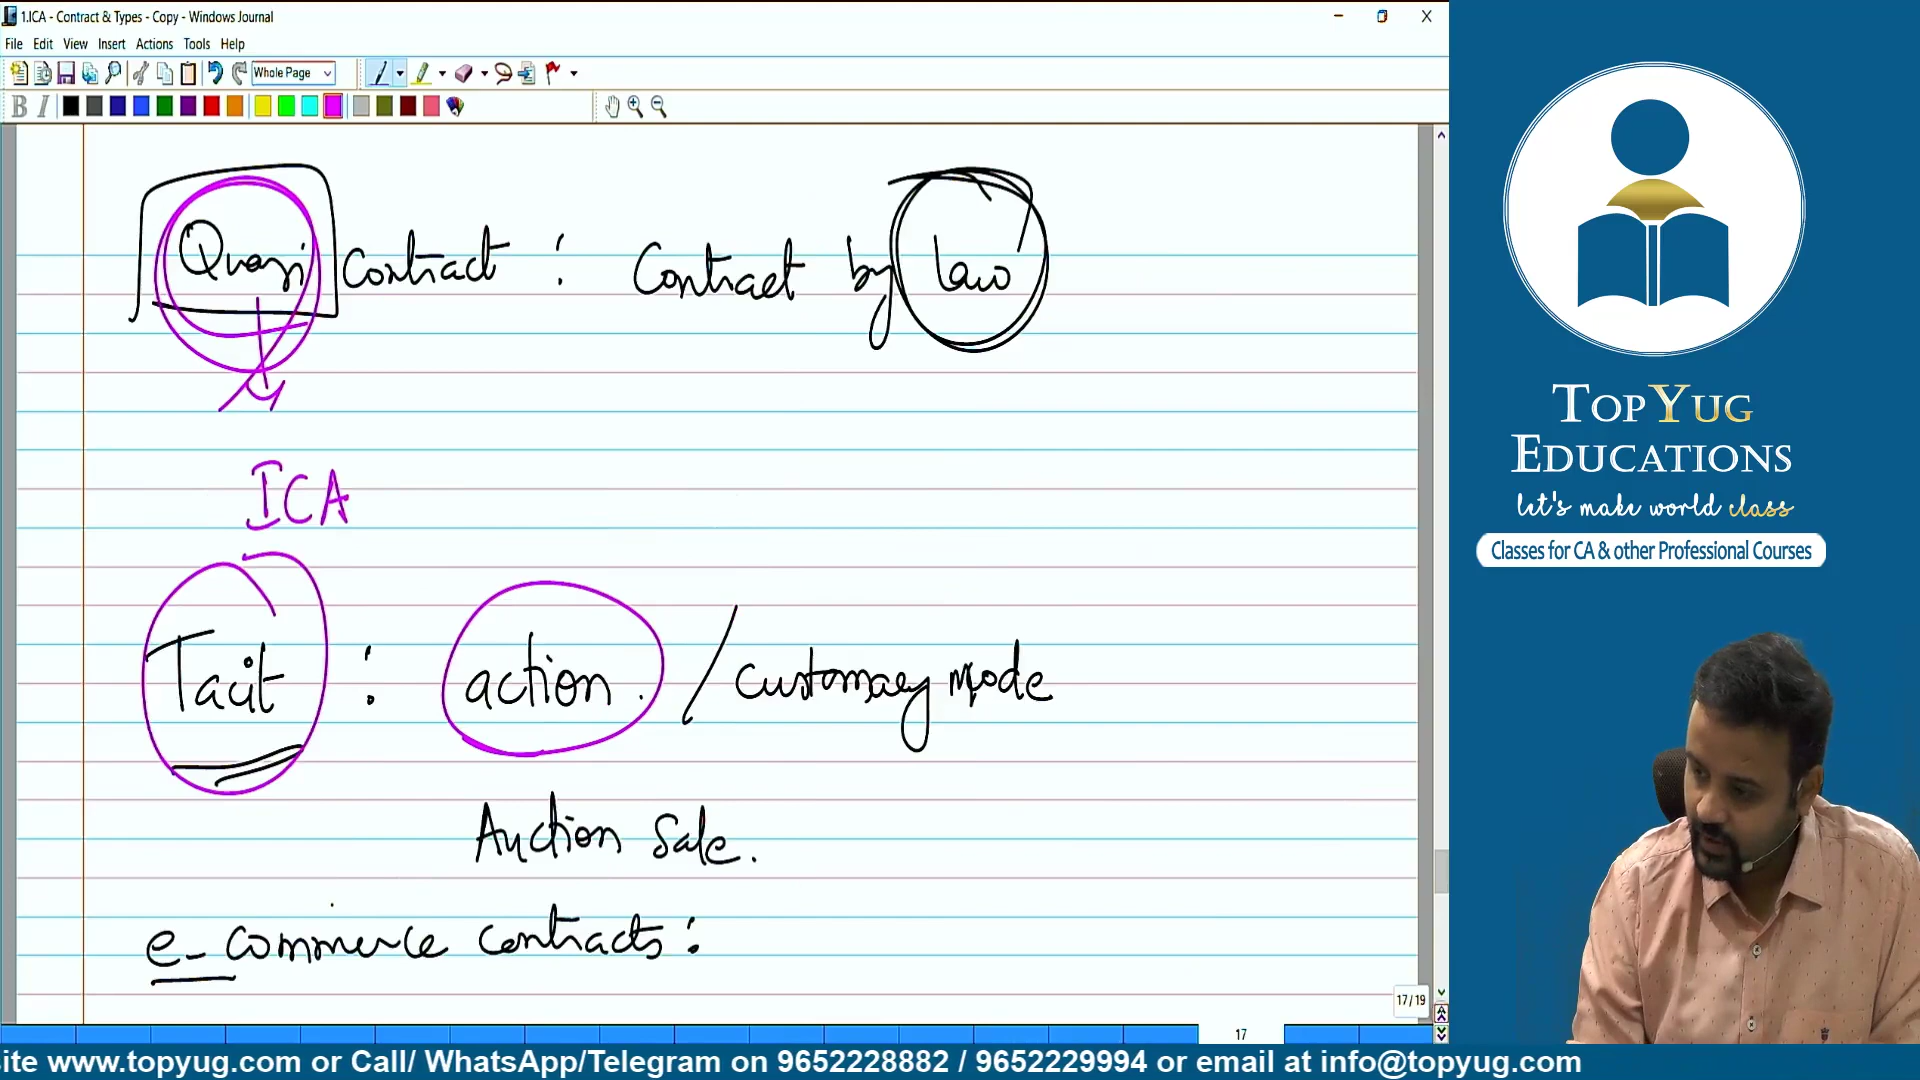 1.ICA - Contract & Types - Copy - Windows Journal
File Edit View Insert Actions Tools Help
Whole Page
B I
Quasi Contract : Contract by law
ICA
Tacit : action. / customary mode
Auction Sale.
e-commerce contracts :
17/19
17
TOPYUG
EDUCATIONS
let's make world class
Classes for CA & other Professional Courses
site www.topyug.com or Call/ WhatsApp/Telegram on 9652228882 / 9652229994 or email at info@topyug.com